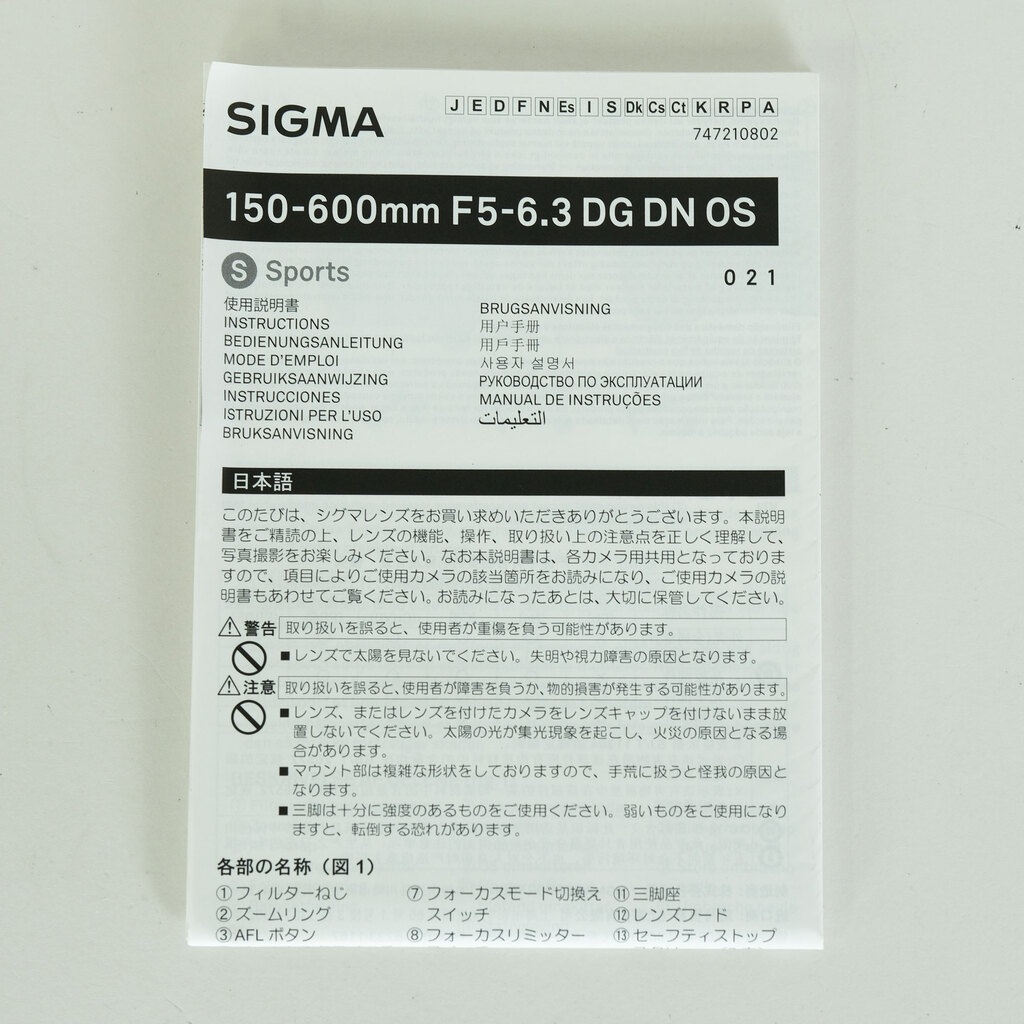 SIGMA
J E D F N Es I S Dk Cs Ct K R P A
747210802
150-600mm F5-6.3 DG DN OS
S Sports
021
使用説明書
INSTRUCTIONS
BEDIENUNGSANLEITUNG
MODE D'EMPLOI
GEBRUIKSAANWIJZING
INSTRUCCIONES
ISTRUZIONI PER L'USO
BRUKSANVISNING
BRUGSANVISNING
用户手册
用戶手冊
사용자 설명서
РУКОВОДСТВО ПО ЭКСПЛУАТАЦИИ
MANUAL DE INSTRUÇÕES
التعليمات
日本語
このたびは、シグマレンズをお買い求めいただきありがとうございます。本説明
書をご精読の上、レンズの機能、操作、取り扱い上の注意点を正しく理解して、
写真撮影をお楽しみください。なお本説明書は、各カメラ用共用となっておりま
すので、項目によりご使用カメラの該当箇所をお読みになり、ご使用カメラの説
明書もあわせてご覧ください。お読みになったあとは、大切に保管してください。
警告 取り扱いを誤ると、使用者が重傷を負う可能性があります。
■レンズで太陽を見ないでください。失明や視力障害の原因となります。
注意 取り扱いを誤ると、使用者が障害を負うか、物的損害が発生する可能性があります。
■レンズ、またはレンズを付けたカメラをレンズキャップを付けないまま放
置しないでください。太陽の光が集光現象を起こし、火災の原因となる場
合があります。
■マウント部は複雑な形状をしておりますので、手荒に扱うと怪我の原因と
なります。
■三脚は十分に強度のあるものをご使用ください。弱いものをご使用になり
ますと、転倒する恐れがあります。
各部の名称（図1）
①フィルターねじ
②ズームリング
③AFL ボタン
⑦フォーカスモード切換え
スイッチ
⑧フォーカスリミッター
⑪三脚座
⑫レンズフード
⑬セーフティストップ